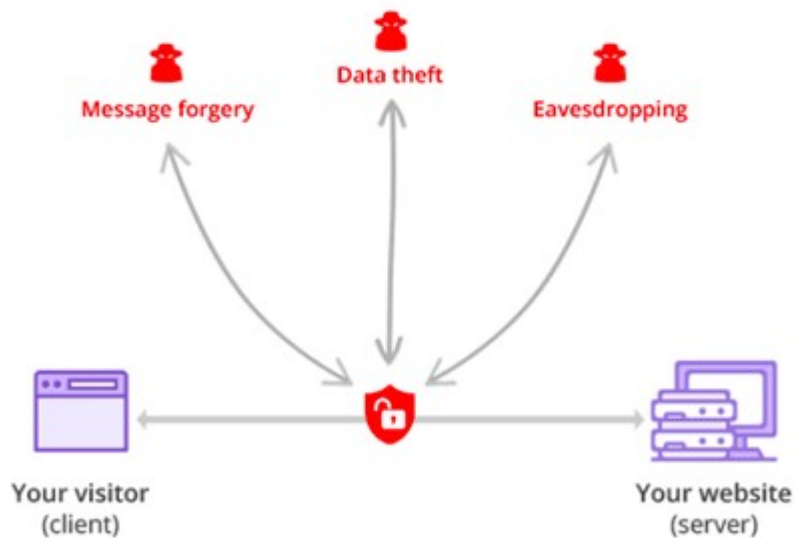 Data theft
Message forgery
Eavesdropping
Your visitor
(client)
Your website
(server)